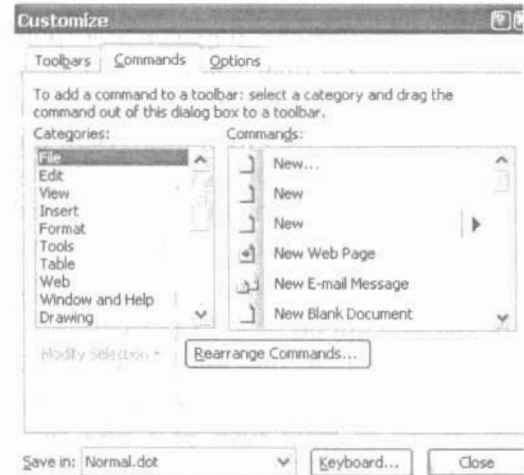 Customize
Toolbars Commands Options
To add a command to a toolbar: select a category and drag the
command out of this dialog box to a toolbar.
Categories: Commands:
File
Edit
View
Insert
Format
Tools
Table
Web
Window and Help
Drawing
New...
New
New
New Web Page
New E-mail Message
New Blank Document
Modify Selection
Rearrange Commands...
Save in: Normal.dot Keyboard... Close